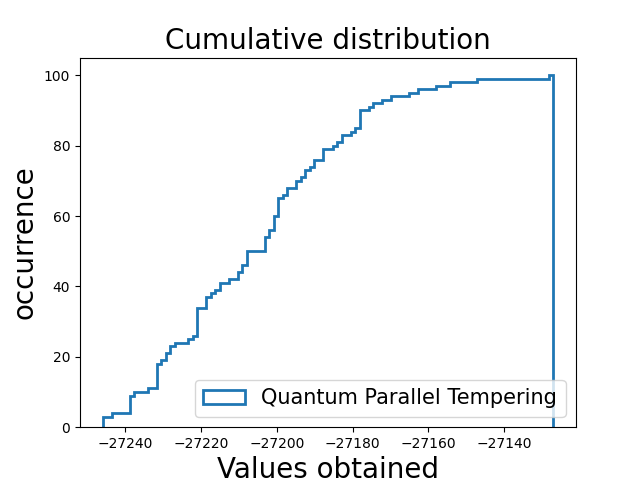 Cumulative distribution
100
80
60
40
20
0
occurrence
Quantum Parallel Tempering
−27240 −27220 −27200 −27180 −27160 −27140
Values obtained